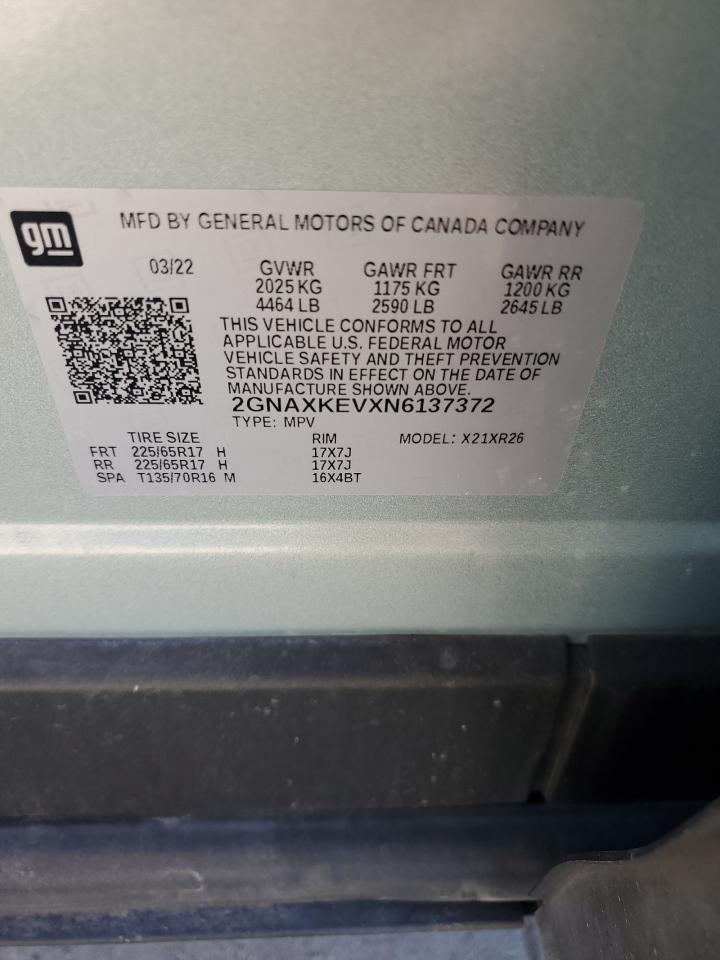 gm
MFD BY GENERAL MOTORS OF CANADA COMPANY
03/22 GVWR GAWR FRT GAWR RR
2025 KG 1175 KG 1200 KG
4464 LB 2590 LB 2645 LB
THIS VEHICLE CONFORMS TO ALL
APPLICABLE U.S. FEDERAL MOTOR
VEHICLE SAFETY AND THEFT PREVENTION
STANDARDS IN EFFECT ON THE DATE OF
MANUFACTURE SHOWN ABOVE.
2GNAXKEVXN6137372
TYPE: MPV
TIRE SIZE RIM MODEL: X21XR26
FRT 225/65R17 H 17X7J
RR 225/65R17 H 17X7J
SPA T135/70R16 M 16X4BT